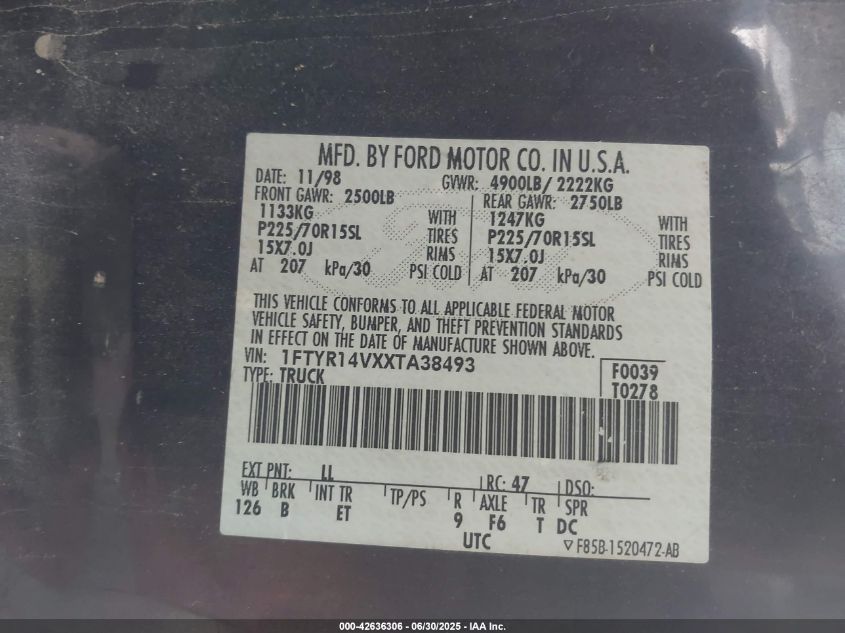 MFD. BY FORD MOTOR CO. IN U.S.A.
DATE: 11/98 GVWR: 4900LB/ 2222KG
FRONT GAWR: 2500LB REAR GAWR: 2750LB
1133KG WITH 1247KG WITH
P225/70R15SL TIRES P225/70R15SL TIRES
15X7.0J RIMS 15X7.0J RIMS
AT 207 kPa/30 PSI COLD AT 207 kPa/30 PSI COLD
THIS VEHICLE CONFORMS TO ALL APPLICABLE FEDERAL MOTOR
VEHICLE SAFETY, BUMPER, AND THEFT PREVENTION STANDARDS
IN EFFECT ON THE DATE OF MANUFACTURE SHOWN ABOVE.
VIN: 1FTYR14VXXTA38493 F0039
TYPE: TRUCK T0278
EXT PNT: LL RC: 47 DSO:
WB BRK INT TR TP/PS R AXLE TR SPR
126 B ET 9 F6 T DC
UTC ▽ F85B-1520472-AB
000-42636306 - 06/30/2025 - IAA Inc.